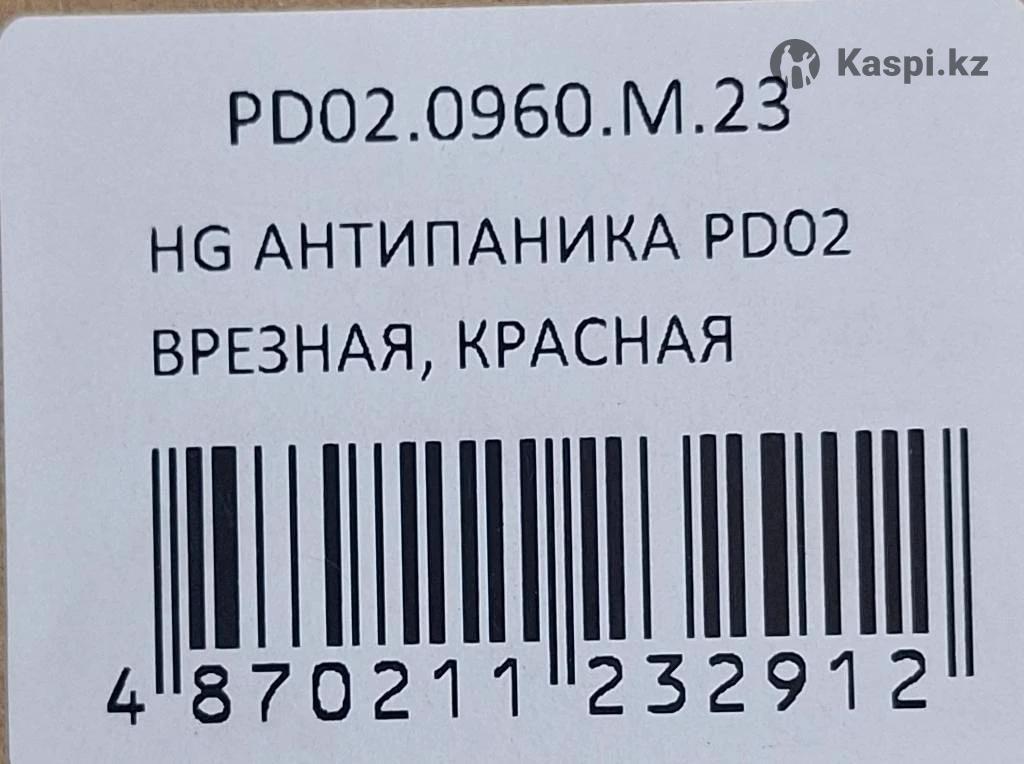 Kaspi.kz
PD02.0960.M.23
HG АНТИПАНИКА PD02
ВРЕЗНАЯ, КРАСНАЯ
4 870211 232912